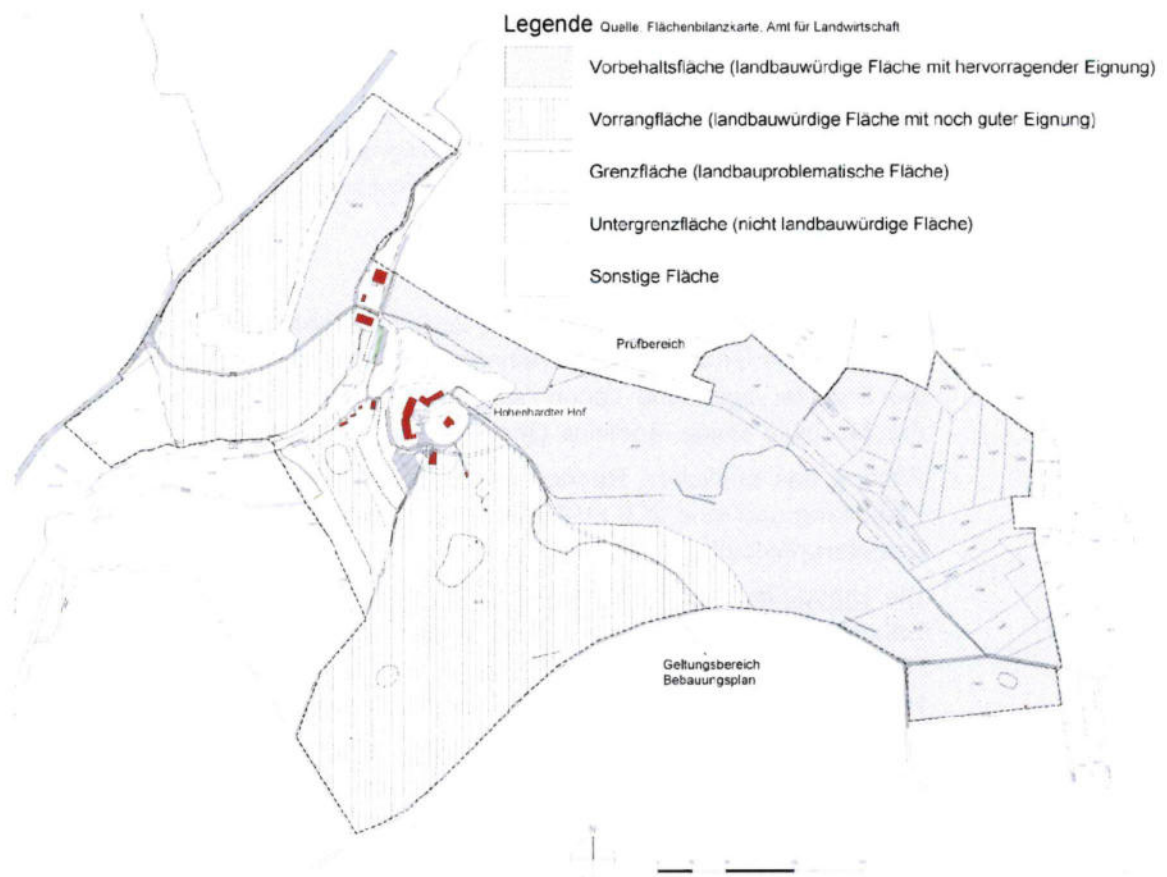 Legende Quelle: Flächenbilanzkarte, Amt für Landwirtschaft
Vorbehaltsfläche (landbauwürdige Fläche mit hervorragender Eignung)
Vorrangfläche (landbauwürdige Fläche mit noch guter Eignung)
Grenzfläche (landbauproblematische Fläche)
Untergrenzfläche (nicht landbauwürdige Fläche)
Sonstige Fläche
Prüfbereich
Hohenhardter Hof
Geltungsbereich
Bebauungsplan
N